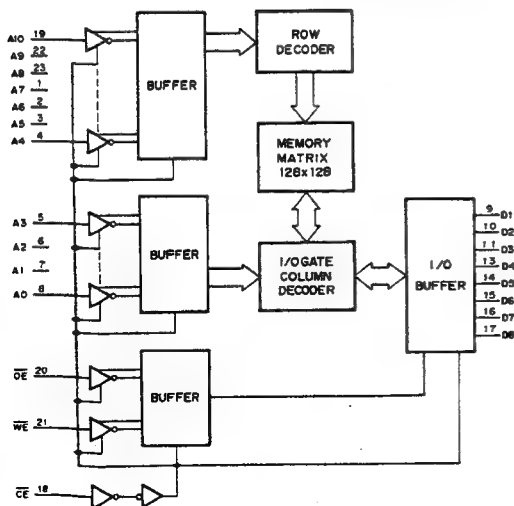 A10 19
A9 22
A8 23
A7 1
A6 2
A5 3
A4 4
BUFFER
ROW
DECODER
MEMORY
MATRIX
128x128
A3 5
A2 6
A1 7
A0 8
BUFFER
I/O GATE
COLUMN
DECODER
I/O
BUFFER
9 D1
10 D2
11 D3
13 D4
14 D5
15 D6
16 D7
17 D8
OE 20
WE 21
BUFFER
CE 18